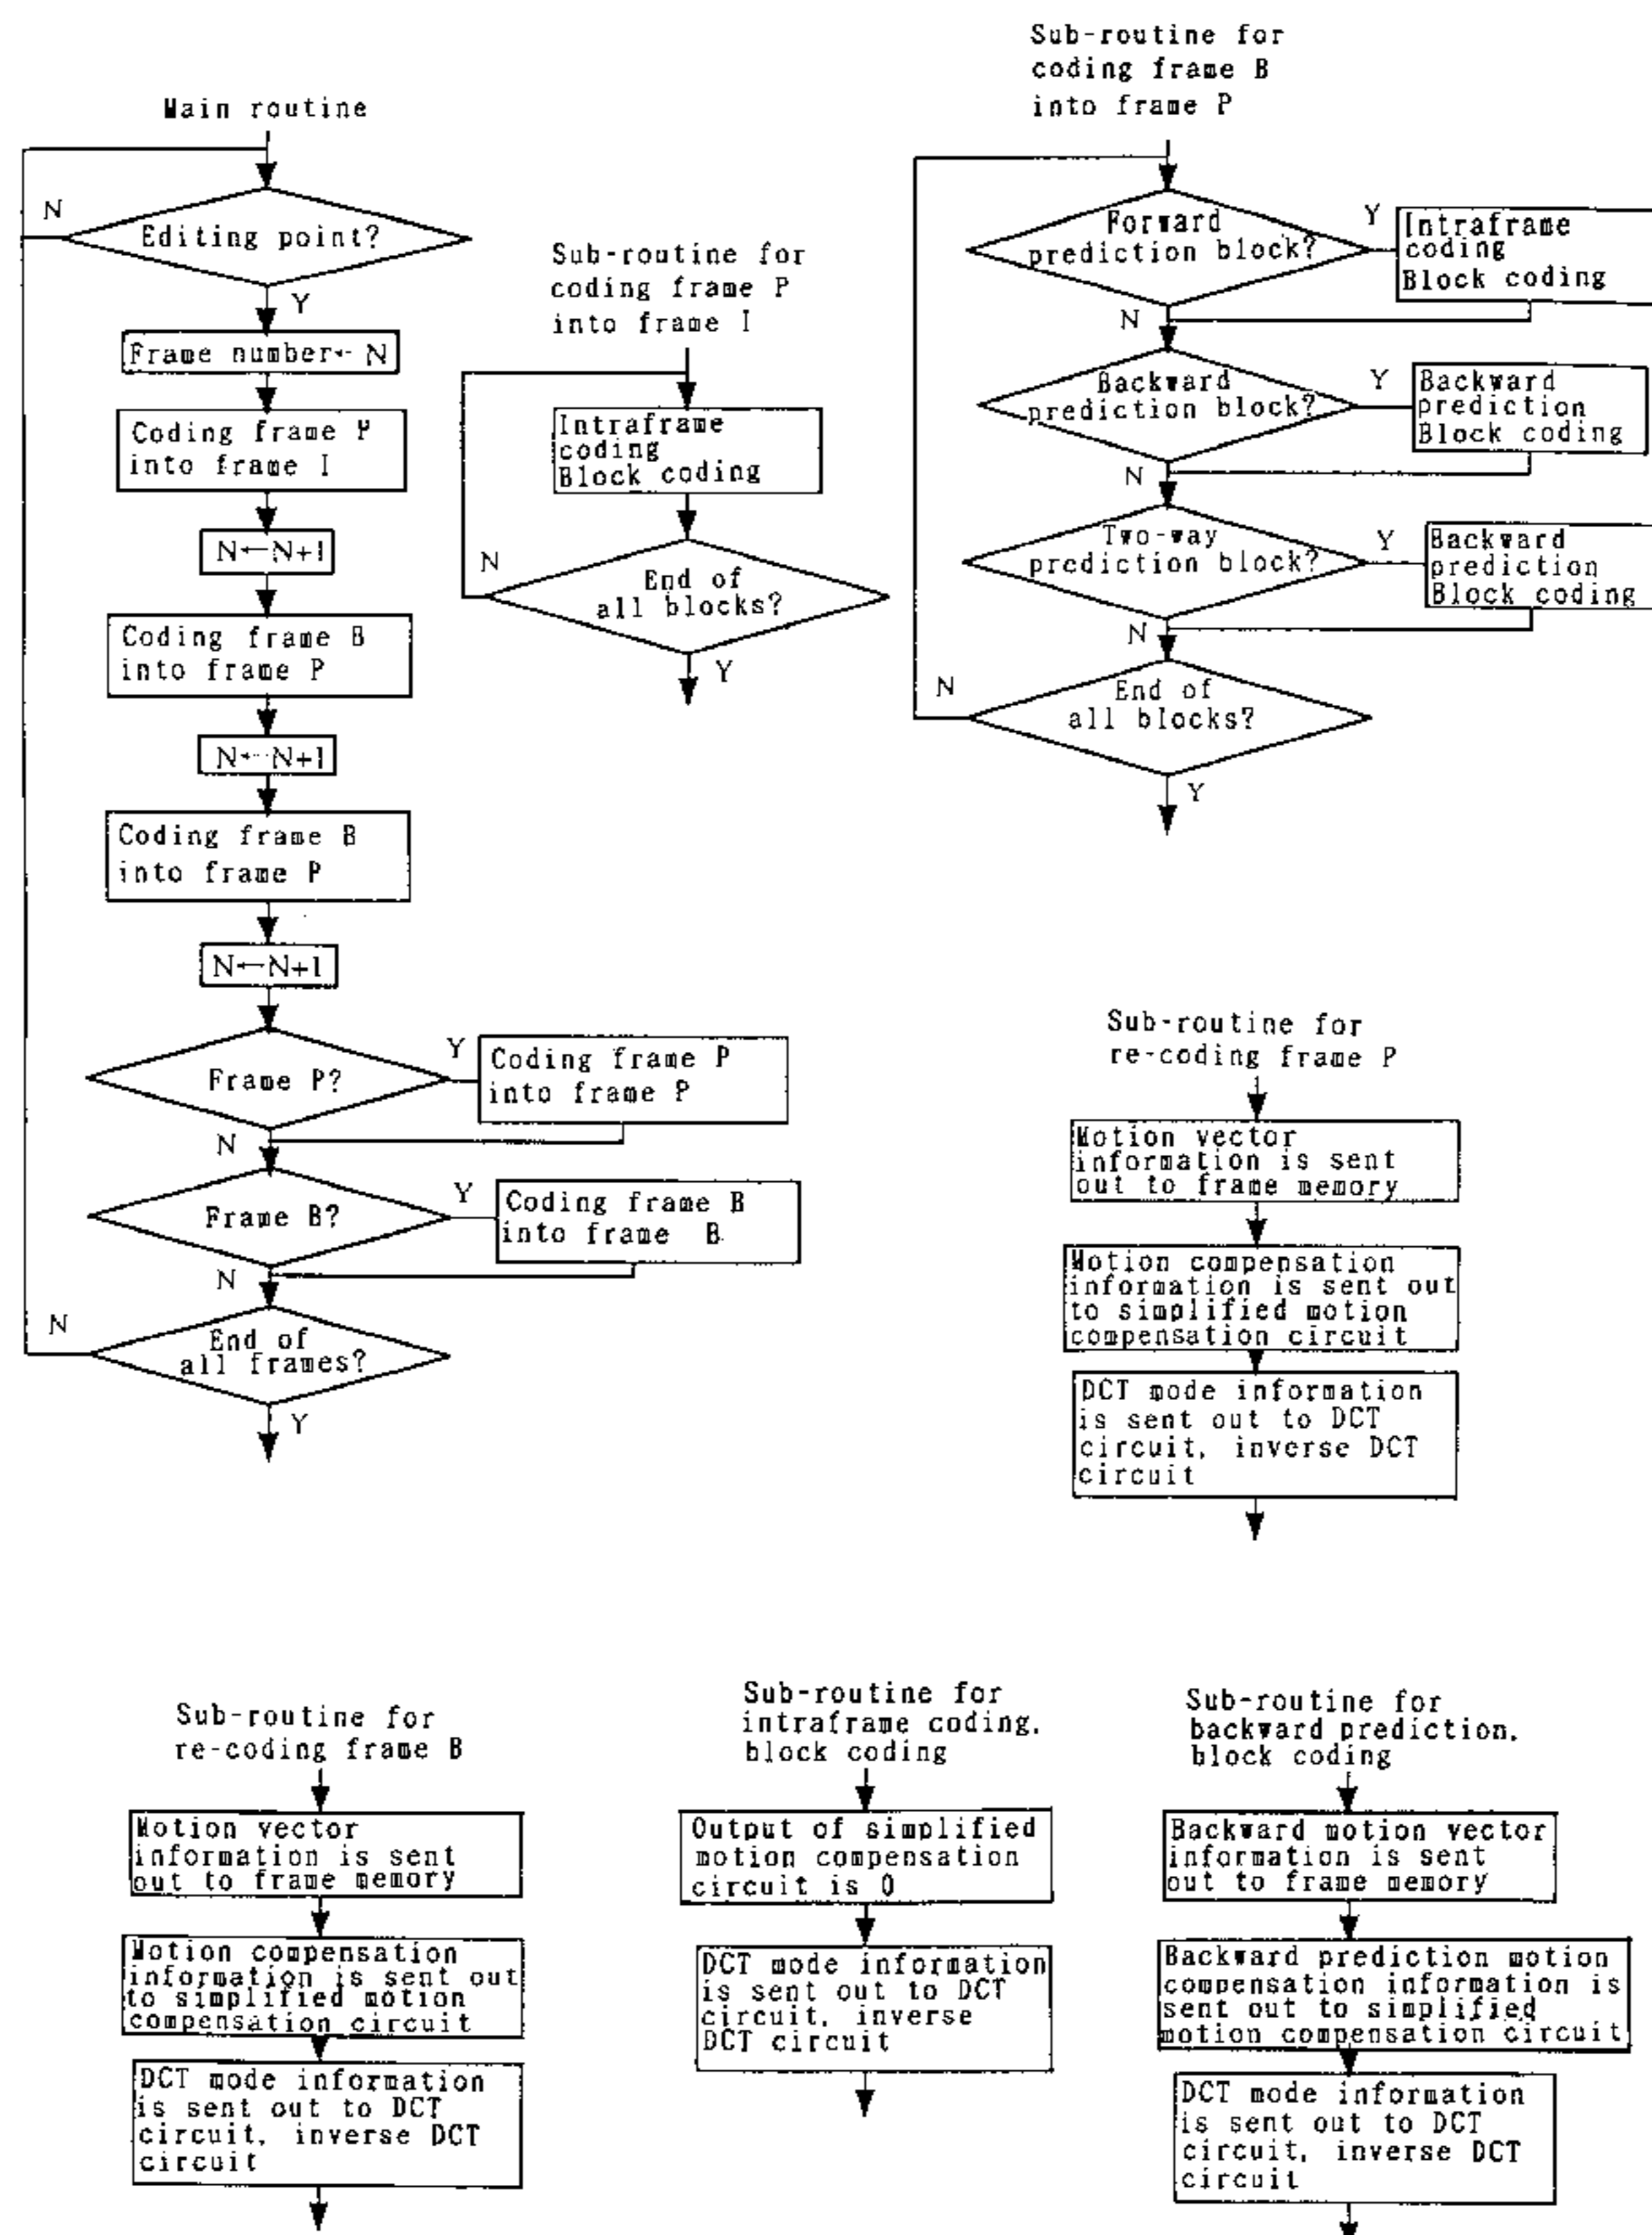 Main routine
N
Editing point?
Y
Frame number← N
Coding frame P
into frame I
N←N+1
Coding frame B
into frame P
N←N+1
Coding frame B
into frame P
N←N+1
Frame P?
Y
Coding frame P
into frame P
N
Frame B?
Y
Coding frame B
into frame B
N
End of
all frames?
N
Y
Sub-routine for
coding frame P
into frame I
Intraframe
coding
Block coding
N
End of
all blocks?
Y
Sub-routine for
coding frame B
into frame P
Forward
prediction block?
Y
Intraframe
coding
Block coding
N
Backward
prediction block?
Y
Backward
prediction
Block coding
N
Two-way
prediction block?
Y
Backward
prediction
Block coding
N
End of
all blocks?
N
Y
Sub-routine for
re-coding frame P
Motion vector
information is sent
out to frame memory
Motion compensation
information is sent out
to simplified motion
compensation circuit
DCT mode information
is sent out to DCT
circuit, inverse DCT
circuit
Sub-routine for
re-coding frame B
Motion vector
information is sent
out to frame memory
Motion compensation
information is sent out
to simplified motion
compensation circuit
DCT mode information
is sent out to DCT
circuit, inverse DCT
circuit
Sub-routine for
intraframe coding,
block coding
Output of simplified
motion compensation
circuit is 0
DCT mode information
is sent out to DCT
circuit, inverse
DCT circuit
Sub-routine for
backward prediction,
block coding
Backward motion vector
information is sent
out to frame memory
Backward prediction motion
compensation information is
sent out to simplified
motion compensation circuit
DCT mode information
is sent out to DCT
circuit, inverse DCT
circuit